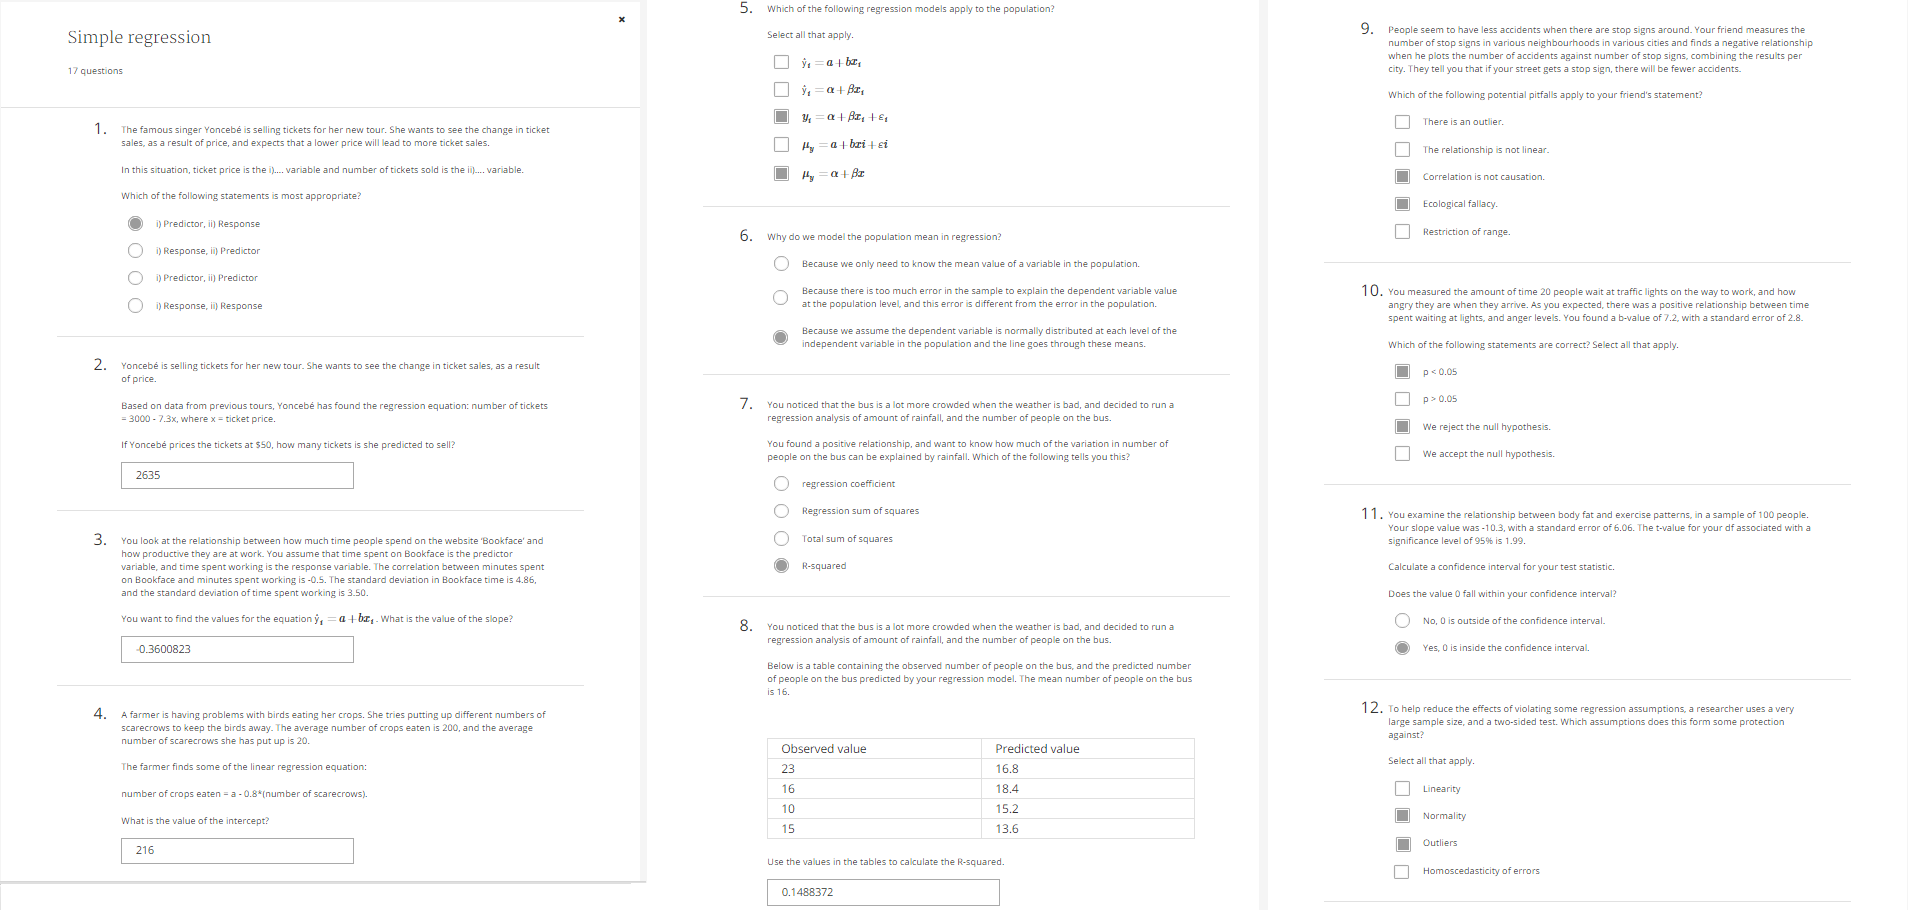 ×
Simple regression
17 questions
1.
The famous singer Yoncebé is selling tickets for her new tour. She wants to see the change in ticket
sales, as a result of price, and expects that a lower price will lead to more ticket sales.
In this situation, ticket price is the i).... variable and number of tickets sold is the ii).... variable.
Which of the following statements is most appropriate?
i) Predictor, ii) Response
i) Response, ii) Predictor
i) Predictor, ii) Predictor
i) Response, ii) Response
2.
Yoncebé is selling tickets for her new tour. She wants to see the change in ticket sales, as a result
of price.
Based on data from previous tours, Yoncebé has found the regression equation: number of tickets
= 3000 - 7.3x, where x = ticket price.
If Yoncebé prices the tickets at $50, how many tickets is she predicted to sell?
2635
3.
You look at the relationship between how much time people spend on the website 'Bookface' and
how productive they are at work. You assume that time spent on Bookface is the predictor
variable, and time spent working is the response variable. The correlation between minutes spent
on Bookface and minutes spent working is -0.5. The standard deviation in Bookface time is 4.86,
and the standard deviation of time spent working is 3.50.
You want to find the values for the equation ŷᵢ = a + bxᵢ. What is the value of the slope?
-0.3600823
4.
A farmer is having problems with birds eating her crops. She tries putting up different numbers of
scarecrows to keep the birds away. The average number of crops eaten is 200, and the average
number of scarecrows she has put up is 20.
The farmer finds some of the linear regression equation:
number of crops eaten = a - 0.8*(number of scarecrows).
What is the value of the intercept?
216
5.
Which of the following regression models apply to the population?
Select all that apply.
ŷᵢ = a + bxᵢ
ŷᵢ = α + βxᵢ
yᵢ = α + βxᵢ + εᵢ
μy = a + bxi + εi
μy = α + βx
6.
Why do we model the population mean in regression?
Because we only need to know the mean value of a variable in the population.
Because there is too much error in the sample to explain the dependent variable value
at the population level, and this error is different from the error in the population.
Because we assume the dependent variable is normally distributed at each level of the
independent variable in the population and the line goes through these means.
7.
You noticed that the bus is a lot more crowded when the weather is bad, and decided to run a
regression analysis of amount of rainfall, and the number of people on the bus.
You found a positive relationship, and want to know how much of the variation in number of
people on the bus can be explained by rainfall. Which of the following tells you this?
regression coefficient
Regression sum of squares
Total sum of squares
R-squared
8.
You noticed that the bus is a lot more crowded when the weather is bad, and decided to run a
regression analysis of amount of rainfall, and the number of people on the bus.
Below is a table containing the observed number of people on the bus, and the predicted number
of people on the bus predicted by your regression model. The mean number of people on the bus
is 16.
Observed value Predicted value
23 16.8
16 18.4
10 15.2
15 13.6
Use the values in the tables to calculate the R-squared.
0.1488372
9.
People seem to have less accidents when there are stop signs around. Your friend measures the
number of stop signs in various neighbourhoods in various cities and finds a negative relationship
when he plots the number of accidents against number of stop signs, combining the results per
city. They tell you that if your street gets a stop sign, there will be fewer accidents.
Which of the following potential pitfalls apply to your friend's statement?
There is an outlier.
The relationship is not linear.
Correlation is not causation.
Ecological fallacy.
Restriction of range.
10.
You measured the amount of time 20 people wait at traffic lights on the way to work, and how
angry they are when they arrive. As you expected, there was a positive relationship between time
spent waiting at lights, and anger levels. You found a b-value of 7.2, with a standard error of 2.8.
Which of the following statements are correct? Select all that apply.
p < 0.05
p > 0.05
We reject the null hypothesis.
We accept the null hypothesis.
11.
You examine the relationship between body fat and exercise patterns, in a sample of 100 people.
Your slope value was -10.3, with a standard error of 6.06. The t-value for your df associated with a
significance level of 95% is 1.99.
Calculate a confidence interval for your test statistic.
Does the value 0 fall within your confidence interval?
No, 0 is outside of the confidence interval.
Yes, 0 is inside the confidence interval.
12.
To help reduce the effects of violating some regression assumptions, a researcher uses a very
large sample size, and a two-sided test. Which assumptions does this form some protection
against?
Select all that apply.
Linearity
Normality
Outliers
Homoscedasticity of errors